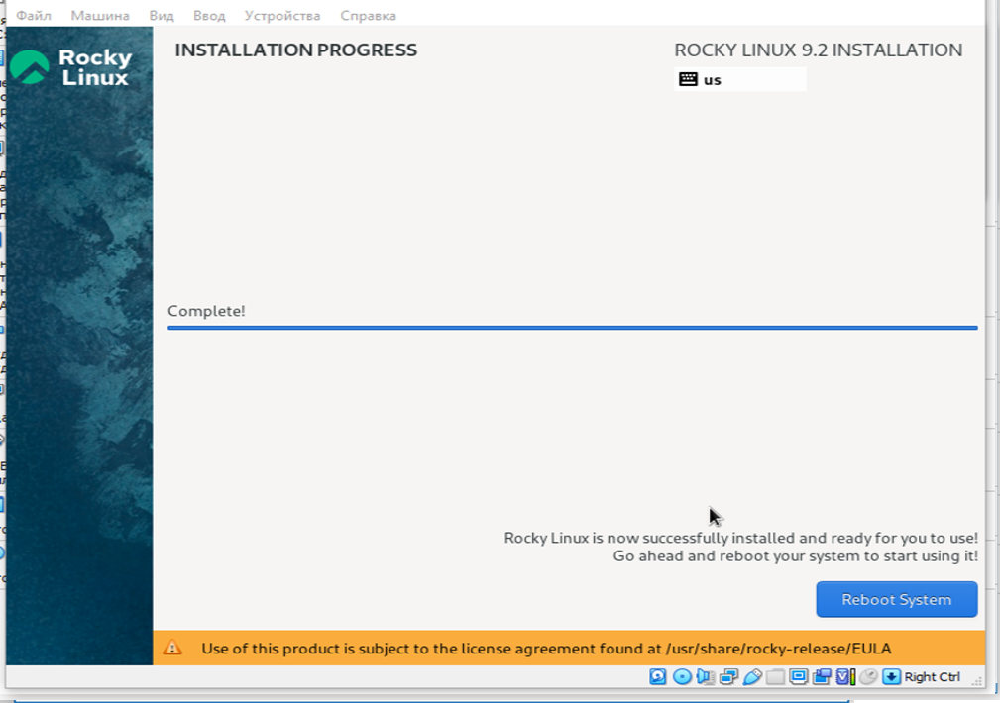 Файл Машина Вид Ввод Устройства Справка
Rocky
Linux
INSTALLATION PROGRESS
ROCKY LINUX 9.2 INSTALLATION
us
Complete!
Rocky Linux is now successfully installed and ready for you to use!
Go ahead and reboot your system to start using it!
Reboot System
Use of this product is subject to the license agreement found at /usr/share/rocky-release/EULA
Right Ctrl